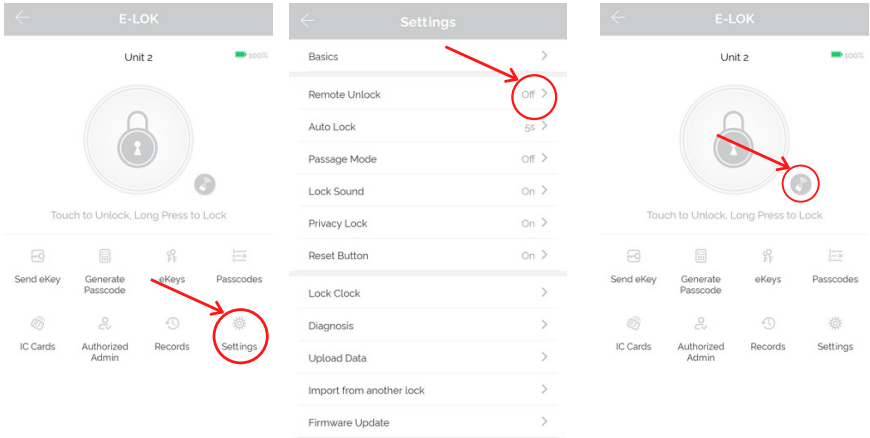 E-LOK
Unit 2
100%
Touch to Unlock, Long Press to Lock
Send eKey
Generate
Passcode
eKeys
Passcodes
IC Cards
Authorized
Admin
Records
Settings
Settings
Basics
Remote Unlock Off
Auto Lock 5s
Passage Mode Off
Lock Sound On
Privacy Lock On
Reset Button On
Lock Clock
Diagnosis
Upload Data
Import from another lock
Firmware Update
E-LOK
Unit 2
100%
Touch to Unlock, Long Press to Lock
Send eKey
Generate
Passcode
eKeys
Passcodes
IC Cards
Authorized
Admin
Records
Settings